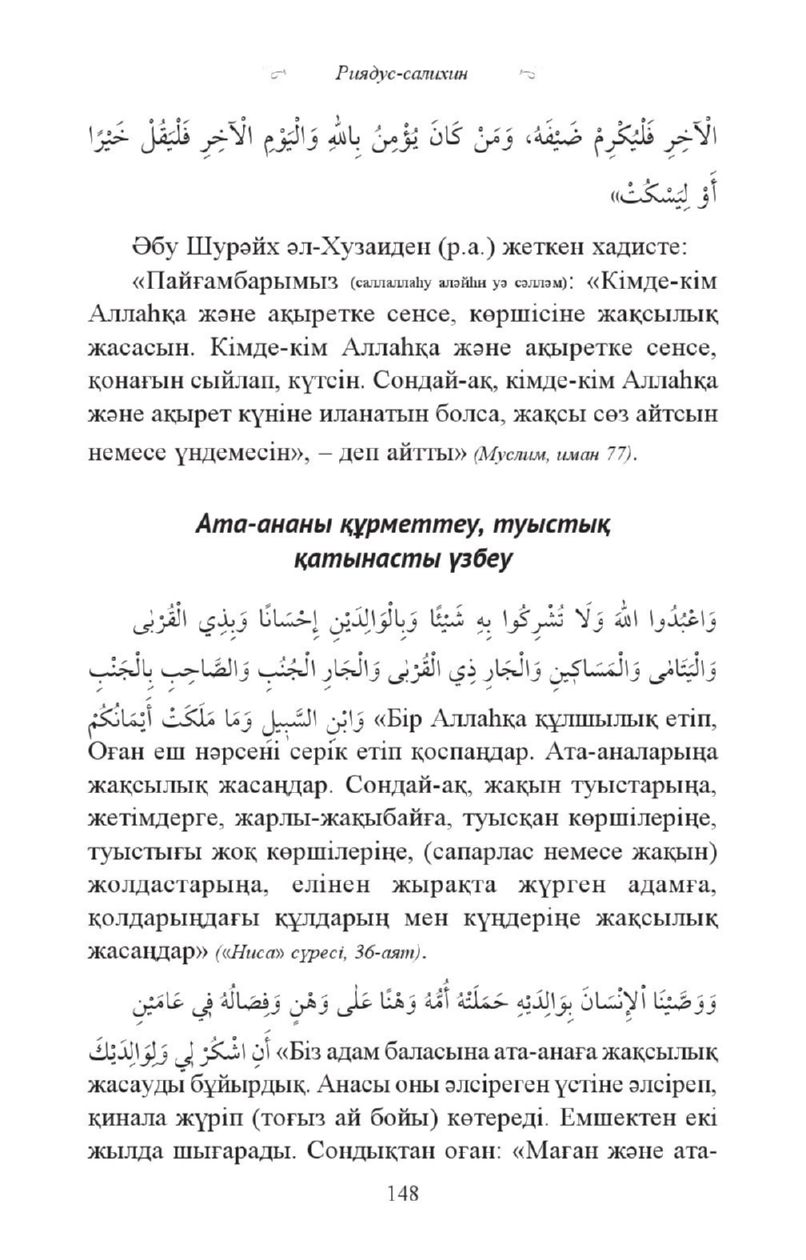 Риядус-салихин
الْآخِرِ فَلْيُكْرِمْ ضَيْفَهُ، وَمَنْ كَانَ يُؤْمِنُ بِاللّٰهِ وَالْيَوْمِ الْآخِرِ فَلْيَقُلْ خَيْرًا
أَوْ لِيَسْكُتْ»
Әбу Шурәйх әл-Хузаиден (р.а.) жеткен хадисте:
«Пайғамбарымыз (саллаллаһу аләйһи уә сәлләм): «Кімде-кім
Аллаһқа және ақыретке сенсе, көршісіне жақсылық
жасасын. Кімде-кім Аллаһқа және ақыретке сенсе,
қонағын сыйлап, күтсін. Сондай-ақ, кімде-кім Аллаһқа
және ақырет күніне иланатын болса, жақсы сөз айтсын
немесе үндемесін», – деп айтты» (Муслим, иман 77).
Ата-ананы құрметтеу, туыстық
қатынасты үзбеу
وَاعْبُدُوا اللّٰهَ وَلَا تُشْرِكُوا بِهِ شَيْئًا وَبِالْوَالِدَيْنِ إِحْسَانًا وَبِذِي الْقُرْبٰى
وَالْيَتَامٰى وَالْمَسَاكِينِ وَالْجَارِ ذِي الْقُرْبٰى وَالْجَارِ الْجُنُبِ وَالصَّاحِبِ بِالْجَنْبِ
وَابْنِ السَّبِيلِ وَمَا مَلَكَتْ أَيْمَانُكُمْ «Бір Аллаһқа құлшылық етіп,
Оған еш нәрсені серік етіп қоспаңдар. Ата-аналарыңа
жақсылық жасаңдар. Сондай-ақ, жақын туыстарыңа,
жетімдерге, жарлы-жақыбайға, туысқан көршілеріңе,
туыстығы жоқ көршілеріңе, (сапарлас немесе жақын)
жолдастарыңа, елінен жырақта жүрген адамға,
қолдарыңдағы құлдарың мен күңдеріңе жақсылық
жасаңдар» («Ниса» сүресі, 36-аят).
وَوَصَّيْنَا الْإِنْسَانَ بِوَالِدَيْهِ حَمَلَتْهُ أُمُّهُ وَهْنًا عَلٰى وَهْنٍ وَفِصَالُهُ فِي عَامَيْنِ
أَنِ اشْكُرْ لِي وَلِوَالِدَيْكَ «Біз адам баласына ата-анаға жақсылық
жасауды бұйырдық. Анасы оны әлсіреген үстіне әлсіреп,
қинала жүріп (тоғыз ай бойы) көтереді. Емшектен екі
жылда шығарады. Сондықтан оған: «Маған және ата-
148